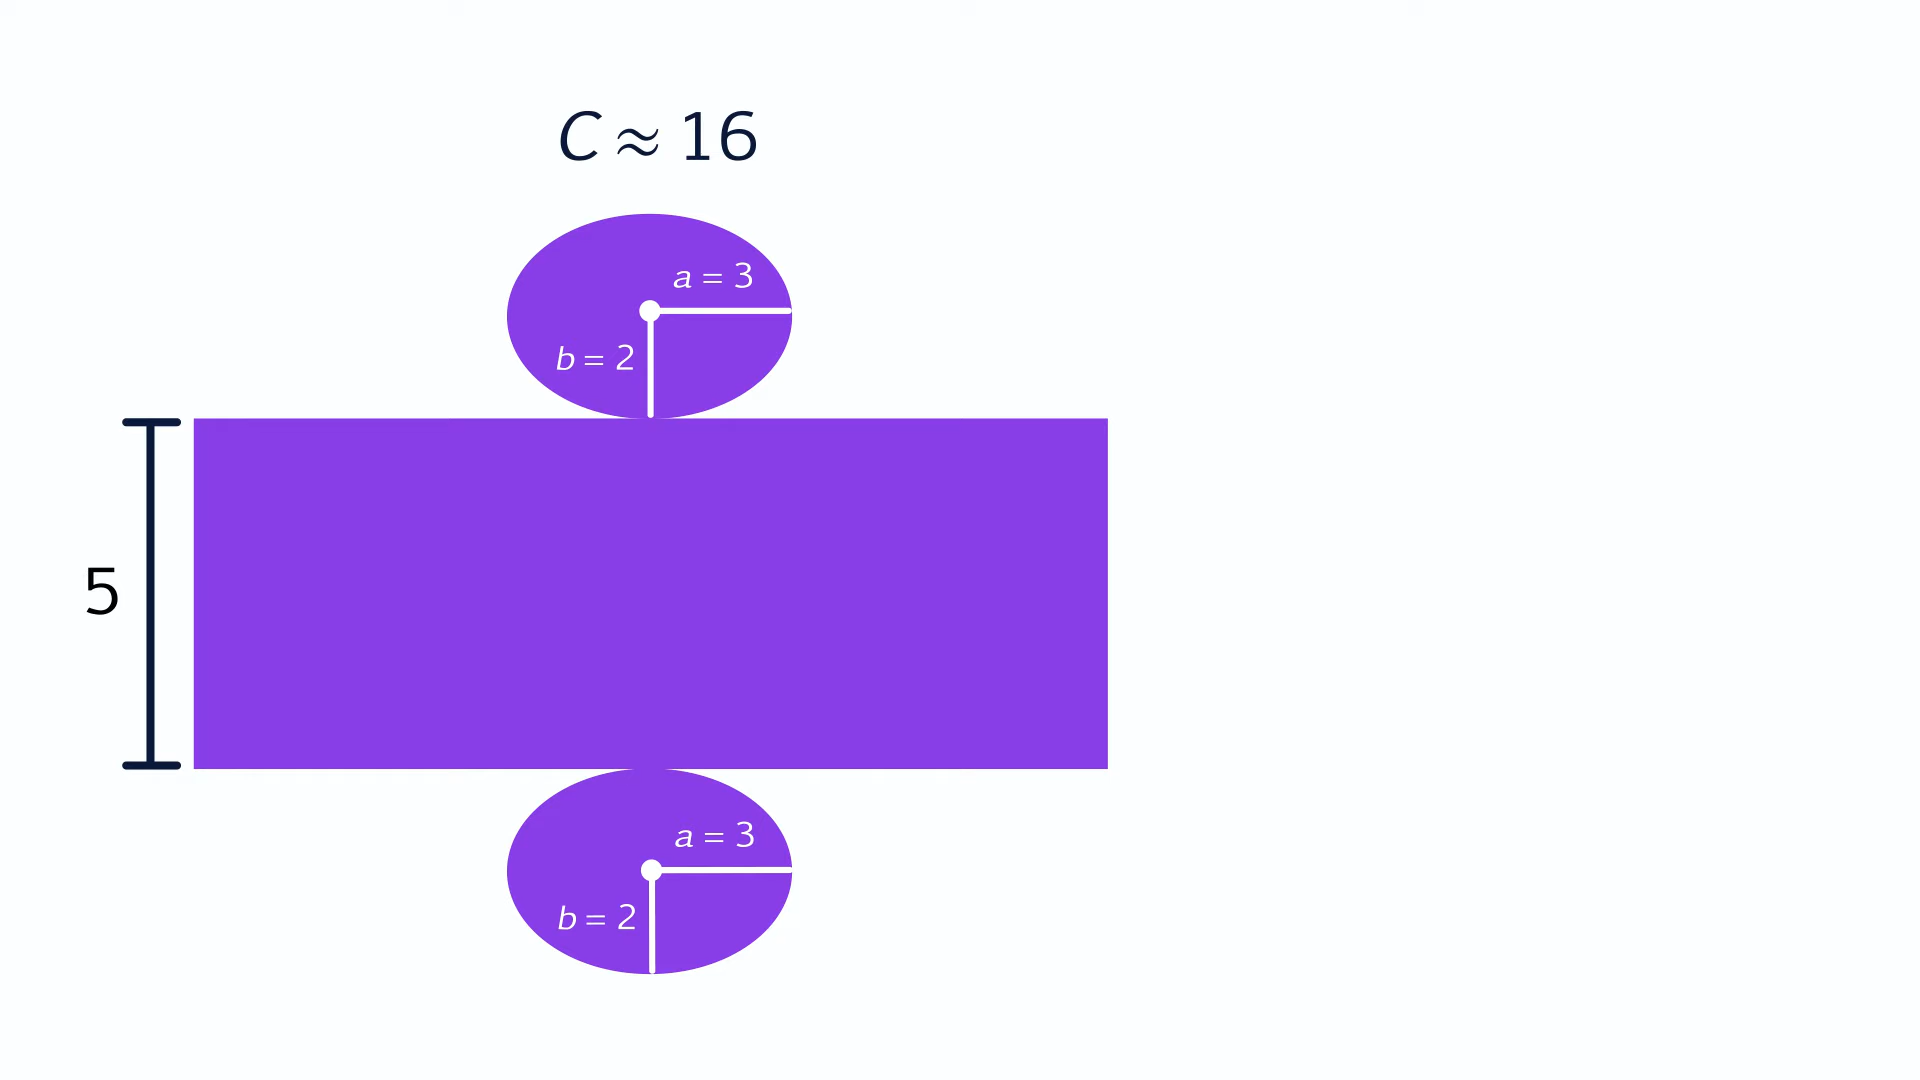 C ≈ 16
a = 3
b = 2
5
a = 3
b = 2